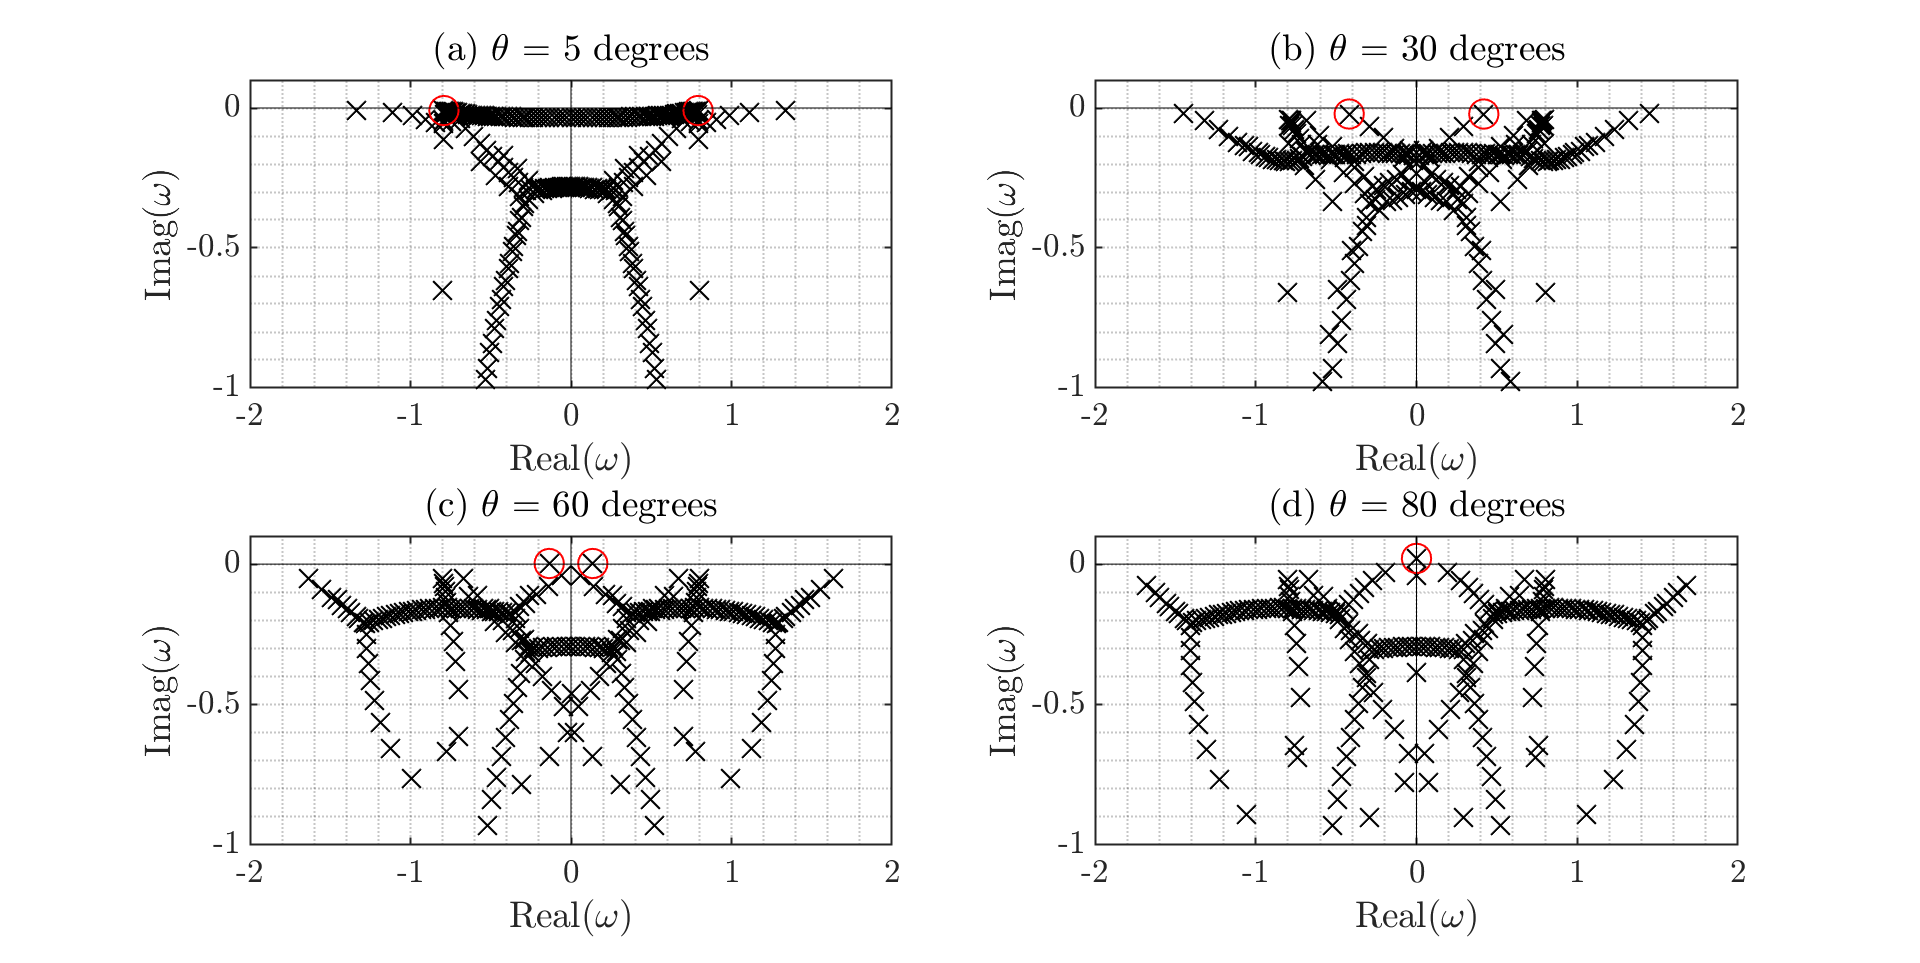 (a) θ = 5 degrees
0
-0.5
-1
-2
-1
0
1
2
Imag(ω)
Real(ω)
(b) θ = 30 degrees
0
-0.5
-1
-2
-1
0
1
2
Imag(ω)
Real(ω)
(c) θ = 60 degrees
0
-0.5
-1
-2
-1
0
1
2
Imag(ω)
Real(ω)
(d) θ = 80 degrees
0
-0.5
-1
-2
-1
0
1
2
Imag(ω)
Real(ω)